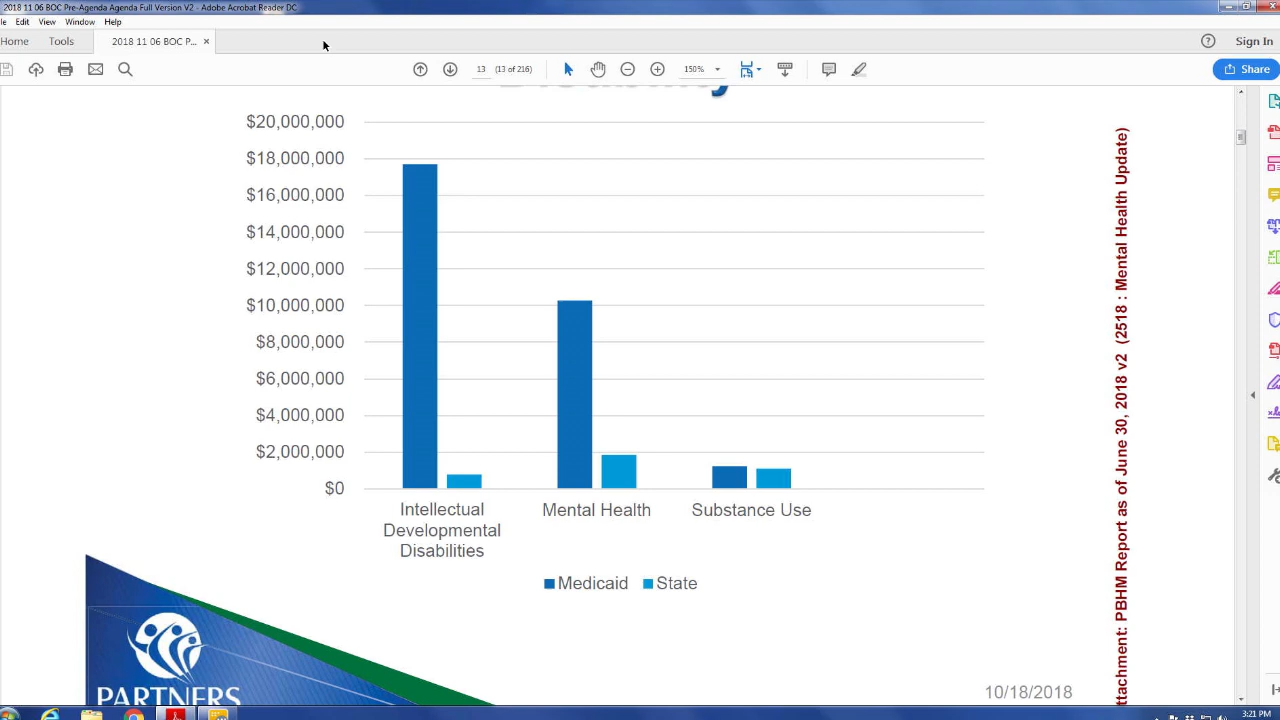 2018 11 06 BOC Pre-Agenda Agenda Full Version V2 - Adobe Acrobat Reader DC
Edit View Window Help
Home Tools 2018 11 06 BOC P... × Sign In
13 (13 of 216) 150% Share
$20,000,000
$18,000,000
$16,000,000
$14,000,000
$12,000,000
$10,000,000
$8,000,000
$6,000,000
$4,000,000
$2,000,000
$0
Intellectual
Developmental
Disabilities
Mental Health
Substance Use
Medicaid State
ttachment: PBHM Report as of June 30, 2018 v2 (2518 : Mental Health Update)
PARTNERS
10/18/2018
3:21 PM